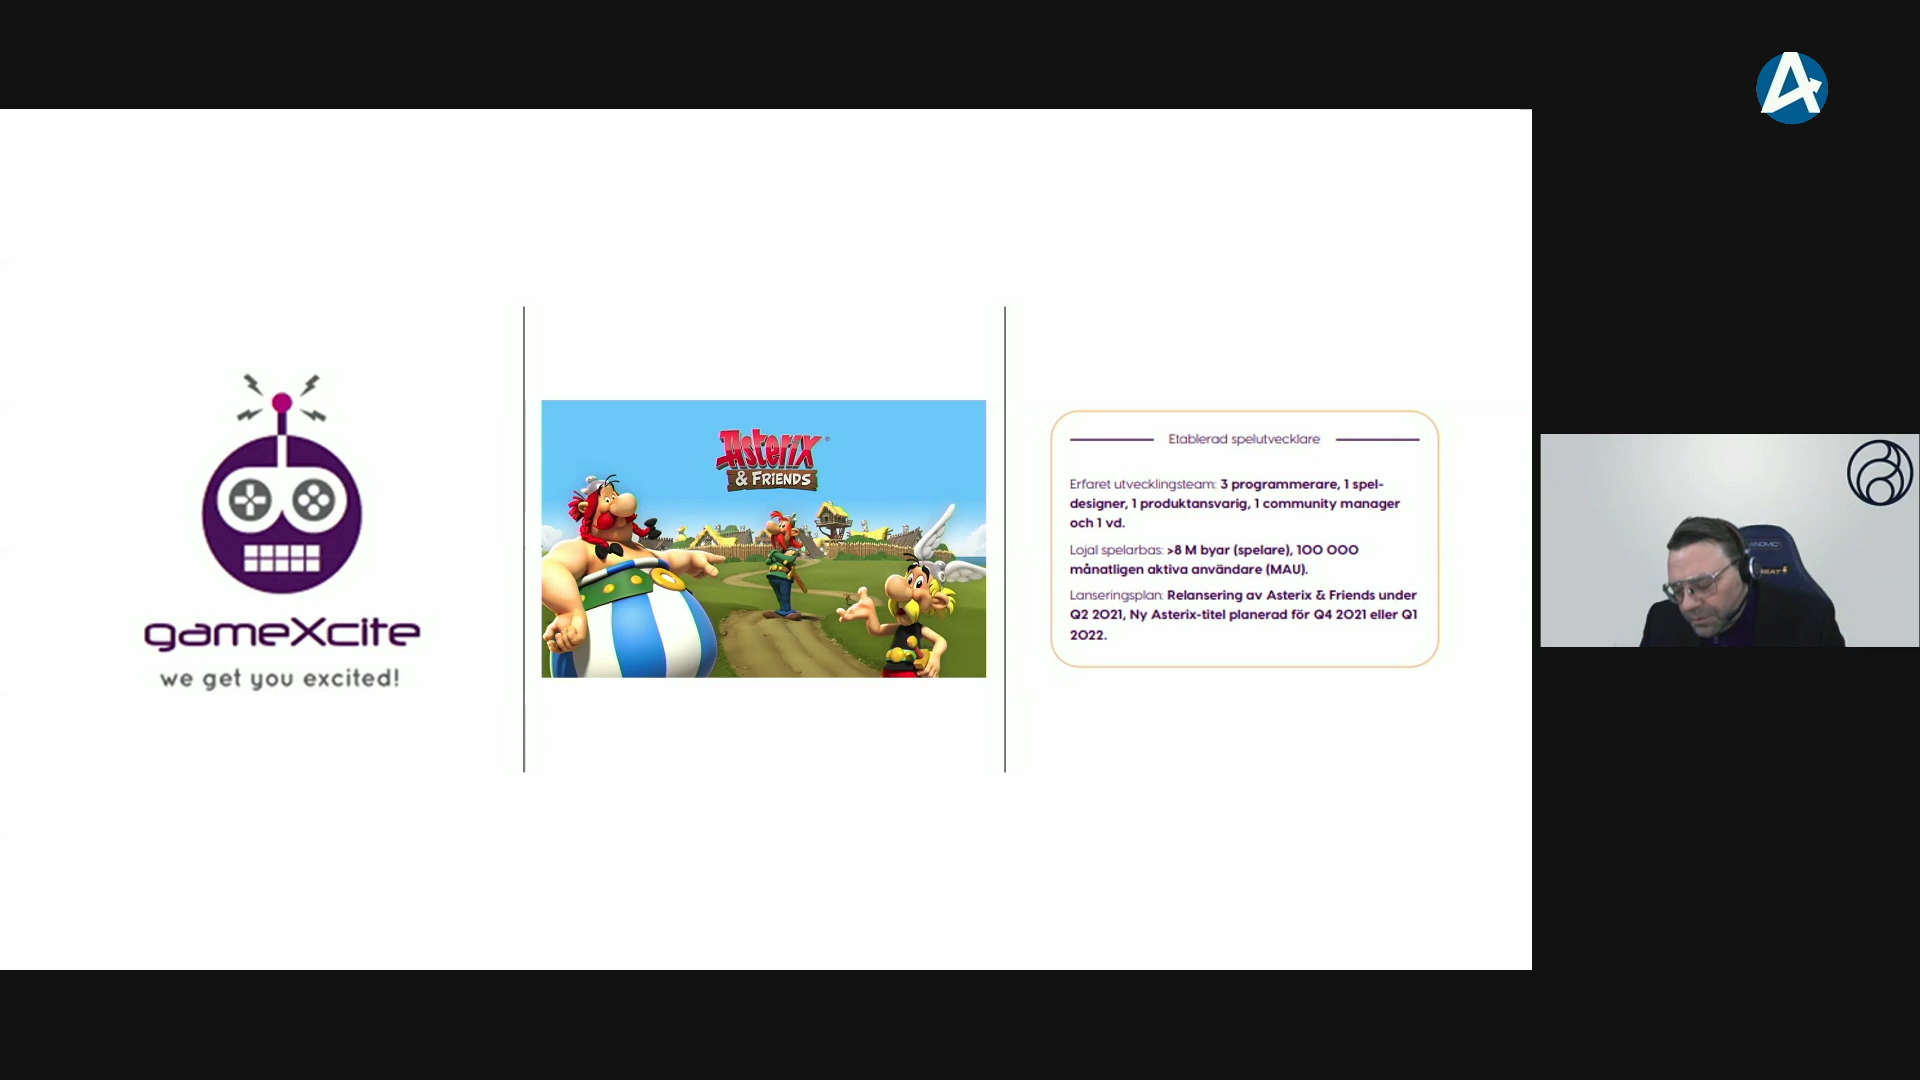 gameXcite
we get you excited!
Asterix
& FRIENDS
Etablerad spelutvecklare
Erfaret utvecklingsteam: 3 programmerare, 1 spel-
designer, 1 produktansvarig, 1 community manager
och 1 vd.
Lojal spelarbas: >8 M byar (spelare), 100 000
månatligen aktiva användare (MAU).
Lanseringsplan: Relansering av Asterix & Friends under
Q2 2021, Ny Asterix-titel planerad för Q4 2021 eller Q1
2022.